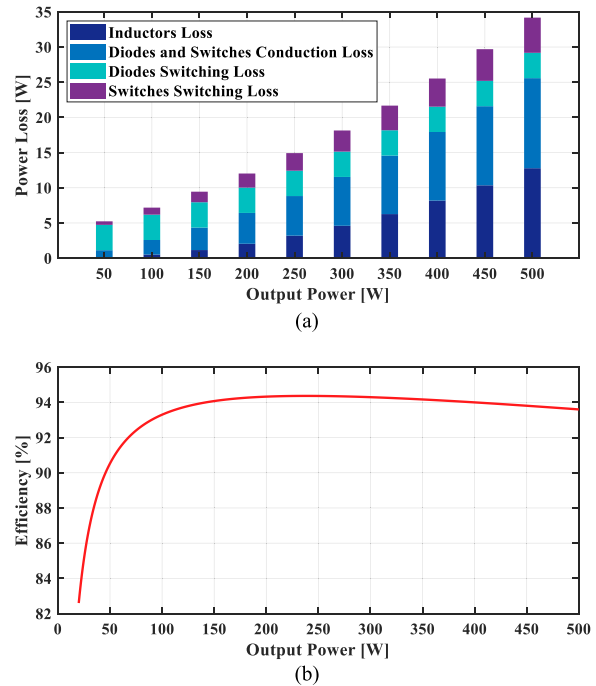 35
30
25
20
15
10
5
0
Power Loss [W]
Inductors Loss
Diodes and Switches Conduction Loss
Diodes Switching Loss
Switches Switching Loss
50 100 150 200 250 300 350 400 450 500
Output Power [W]
(a)
96
94
92
90
88
86
84
82
Efficiency [%]
0 50 100 150 200 250 300 350 400 450 500
Output Power [W]
(b)